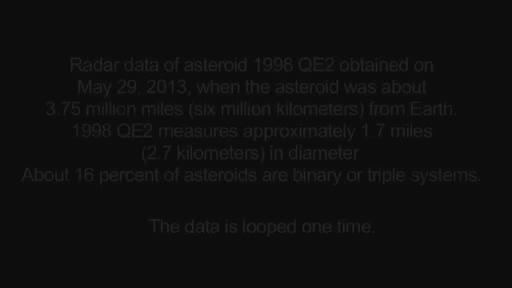 Radar data of asteroid 1998 QE2 obtained on
May 29, 2013, when the asteroid was about
3.75 million miles (six million kilometers) from Earth.
1998 QE2 measures approximately 1.7 miles
(2.7 kilometers) in diameter
About 16 percent of asteroids are binary or triple systems.
The data is looped one time.